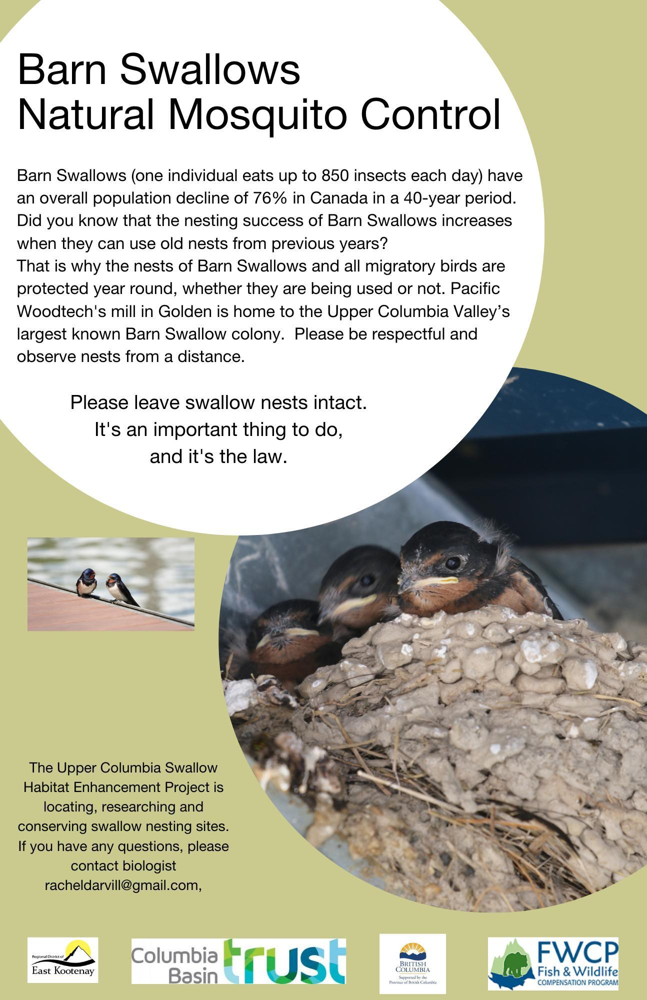 Barn Swallows
Natural Mosquito Control
Barn Swallows (one individual eats up to 850 insects each day) have
an overall population decline of 76% in Canada in a 40-year period.
Did you know that the nesting success of Barn Swallows increases
when they can use old nests from previous years?
That is why the nests of Barn Swallows and all migratory birds are
protected year round, whether they are being used or not. Pacific
Woodtech's mill in Golden is home to the Upper Columbia Valley’s
largest known Barn Swallow colony.  Please be respectful and
observe nests from a distance.
Please leave swallow nests intact.
It's an important thing to do,
and it's the law.
The Upper Columbia Swallow
Habitat Enhancement Project is
locating, researching and
conserving swallow nesting sites.
If you have any questions, please
contact biologist
racheldarvill@gmail.com,
Regional District of
East Kootenay
Columbia
Basin
trust
BRITISH
COLUMBIA
Supported by the
Province of British Columbia
FWCP
Fish & Wildlife
COMPENSATION PROGRAM